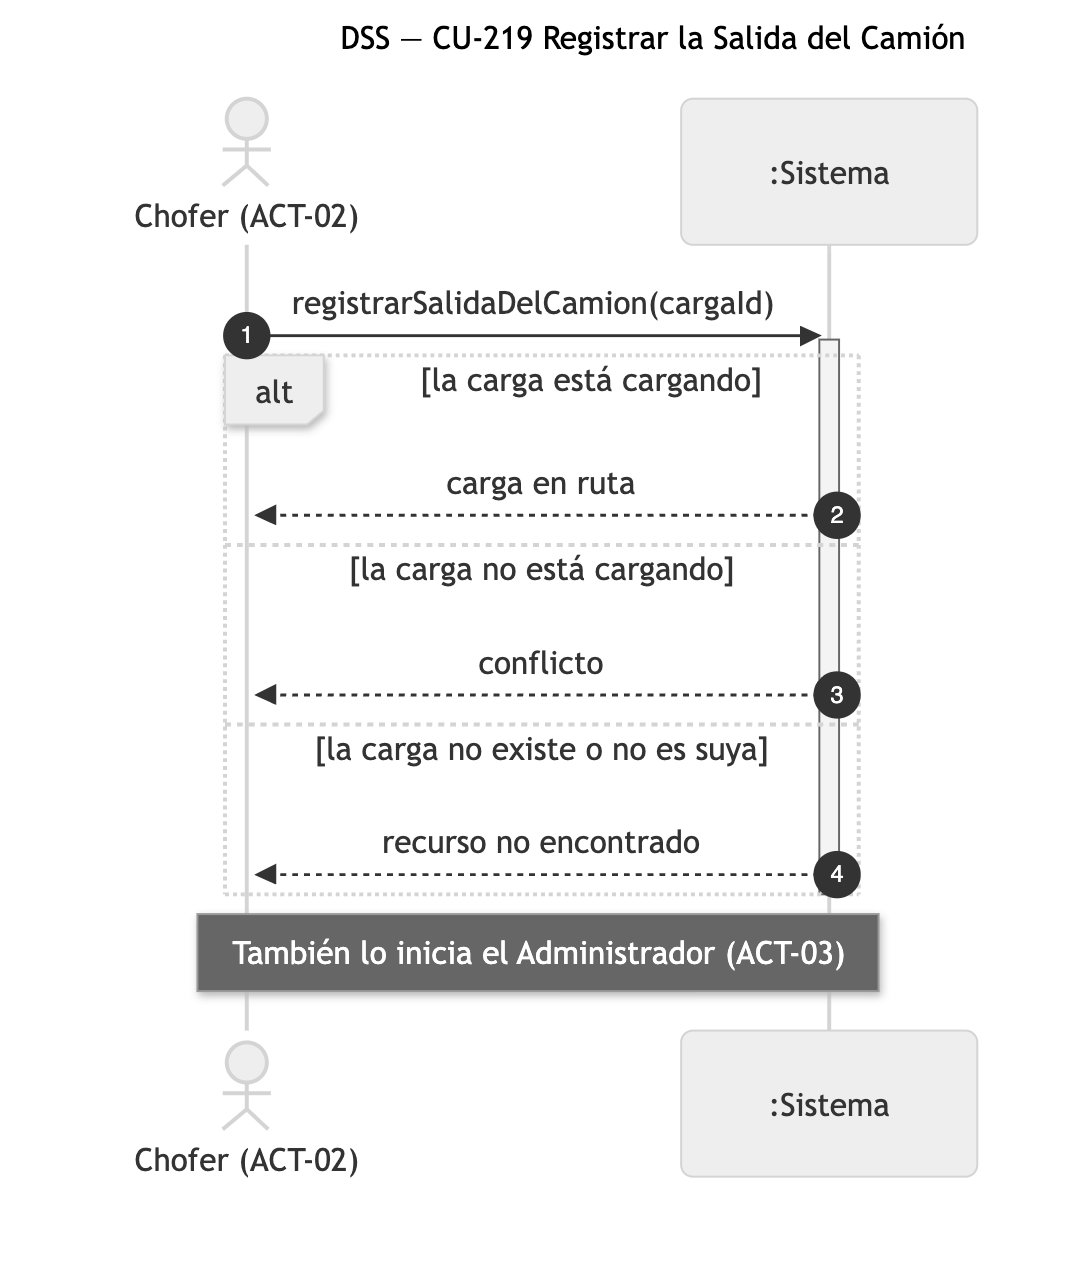 DSS — CU-219 Registrar la Salida del Camión
Chofer (ACT-02)
:Sistema
registrarSalidaDelCamion(cargaId)
1
alt
[la carga está cargando]
carga en ruta
2
[la carga no está cargando]
conflicto
3
[la carga no existe o no es suya]
recurso no encontrado
4
También lo inicia el Administrador (ACT-03)
Chofer (ACT-02)
:Sistema